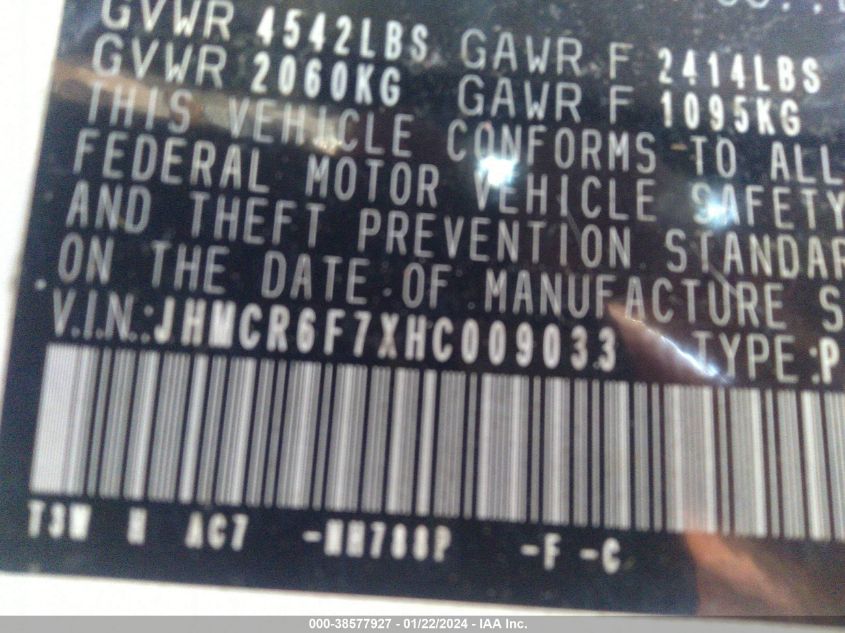 GVWR 4542LBS GAWR F 2414LBS
GVWR 2060KG GAWR F 1095KG
THIS VEHICLE CONFORMS TO ALL
FEDERAL MOTOR VEHICLE SAFETY
AND THEFT PREVENTION STANDAR
ON THE DATE OF MANUFACTURE S
V.I.N.:JHMCR6F7XHC009033 TYPE:P
T3W H AC7 -NH788P -F -C
000-38577927 - 01/22/2024 - IAA Inc.